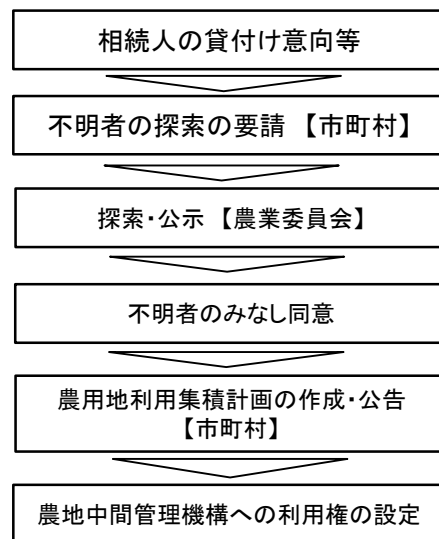 相続人の貸付け意向等
不明者の探索の要請 【市町村】
探索・公示 【農業委員会】
不明者のみなし同意
農用地利用集積計画の作成・公告
【市町村】
農地中間管理機構への利用権の設定